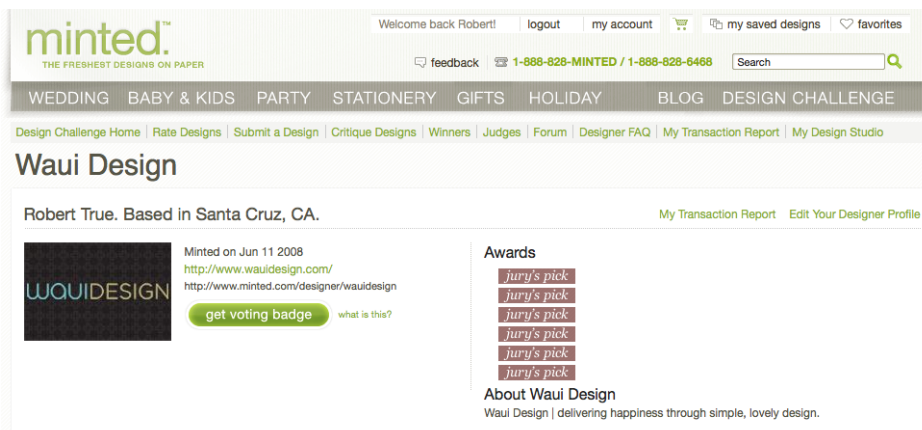 minted.™
THE FRESHEST DESIGNS ON PAPER
Welcome back Robert! logout my account my saved designs favorites
feedback 1-888-828-MINTED / 1-888-828-6468 Search
WEDDING BABY & KIDS PARTY STATIONERY GIFTS HOLIDAY BLOG DESIGN CHALLENGE
Design Challenge Home | Rate Designs | Submit a Design | Critique Designs | Winners | Judges | Forum | Designer FAQ | My Transaction Report | My Design Studio
Waui Design
Robert True. Based in Santa Cruz, CA. My Transaction Report Edit Your Designer Profile
WAUIDESIGN
Minted on Jun 11 2008
http://www.wauidesign.com/
http://www.minted.com/designer/wauidesign
get voting badge what is this?
Awards
jury's pick
jury's pick
jury's pick
jury's pick
jury's pick
jury's pick
About Waui Design
Waui Design | delivering happiness through simple, lovely design.